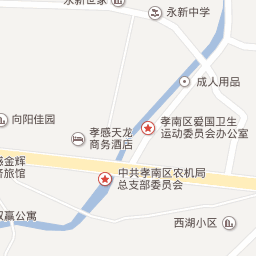 永新世家
永新中学
成人用品
向阳佳园
孝南区爱国卫生
运动委员会办公室
孝感天龙
商务酒店
感金辉
旅馆
中共孝南区农机局
总支部委员会
双赢公寓
西湖小区